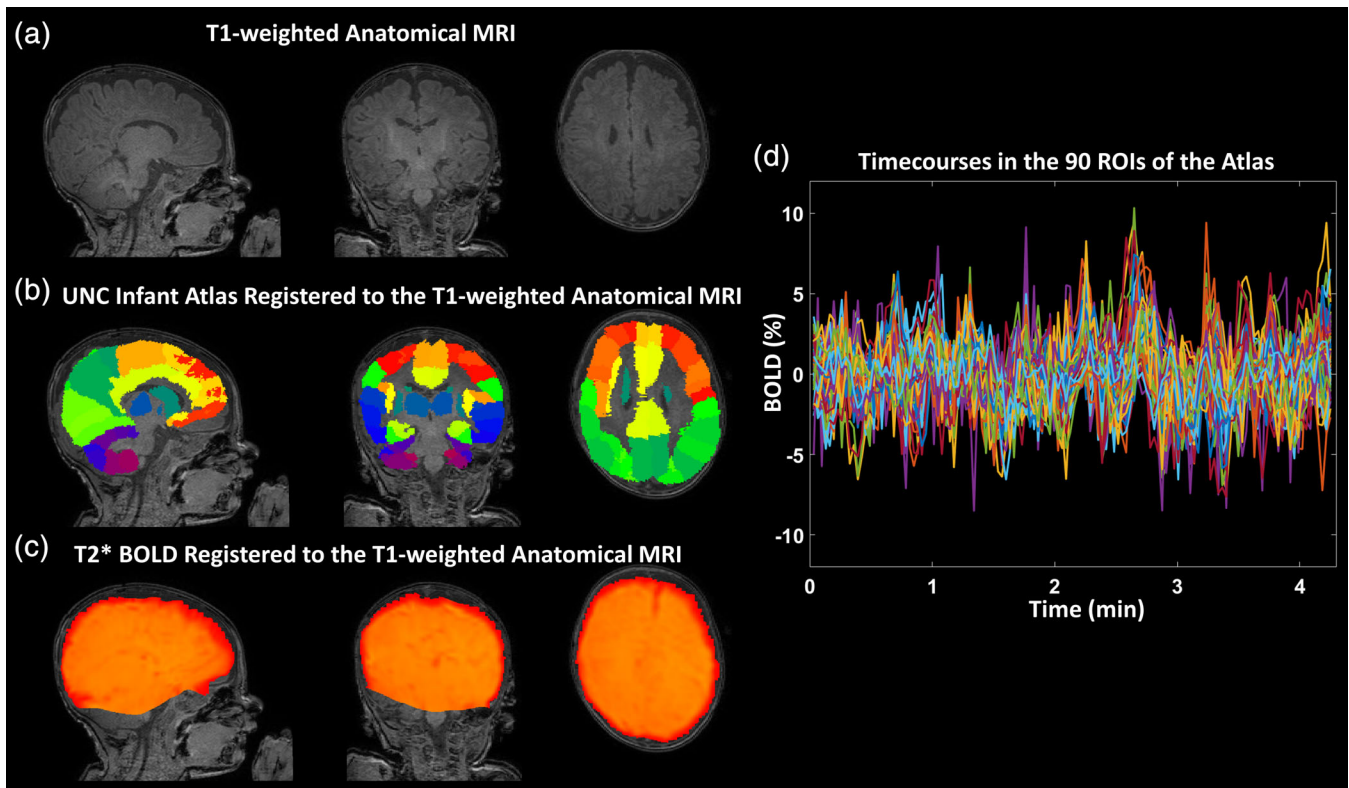 (a)
T1-weighted Anatomical MRI
(b)
UNC Infant Atlas Registered to the T1-weighted Anatomical MRI
(c)
T2* BOLD Registered to the T1-weighted Anatomical MRI
(d)
Timecourses in the 90 ROIs of the Atlas
BOLD (%)
10
5
0
-5
-10
0 1 2 3 4
Time (min)